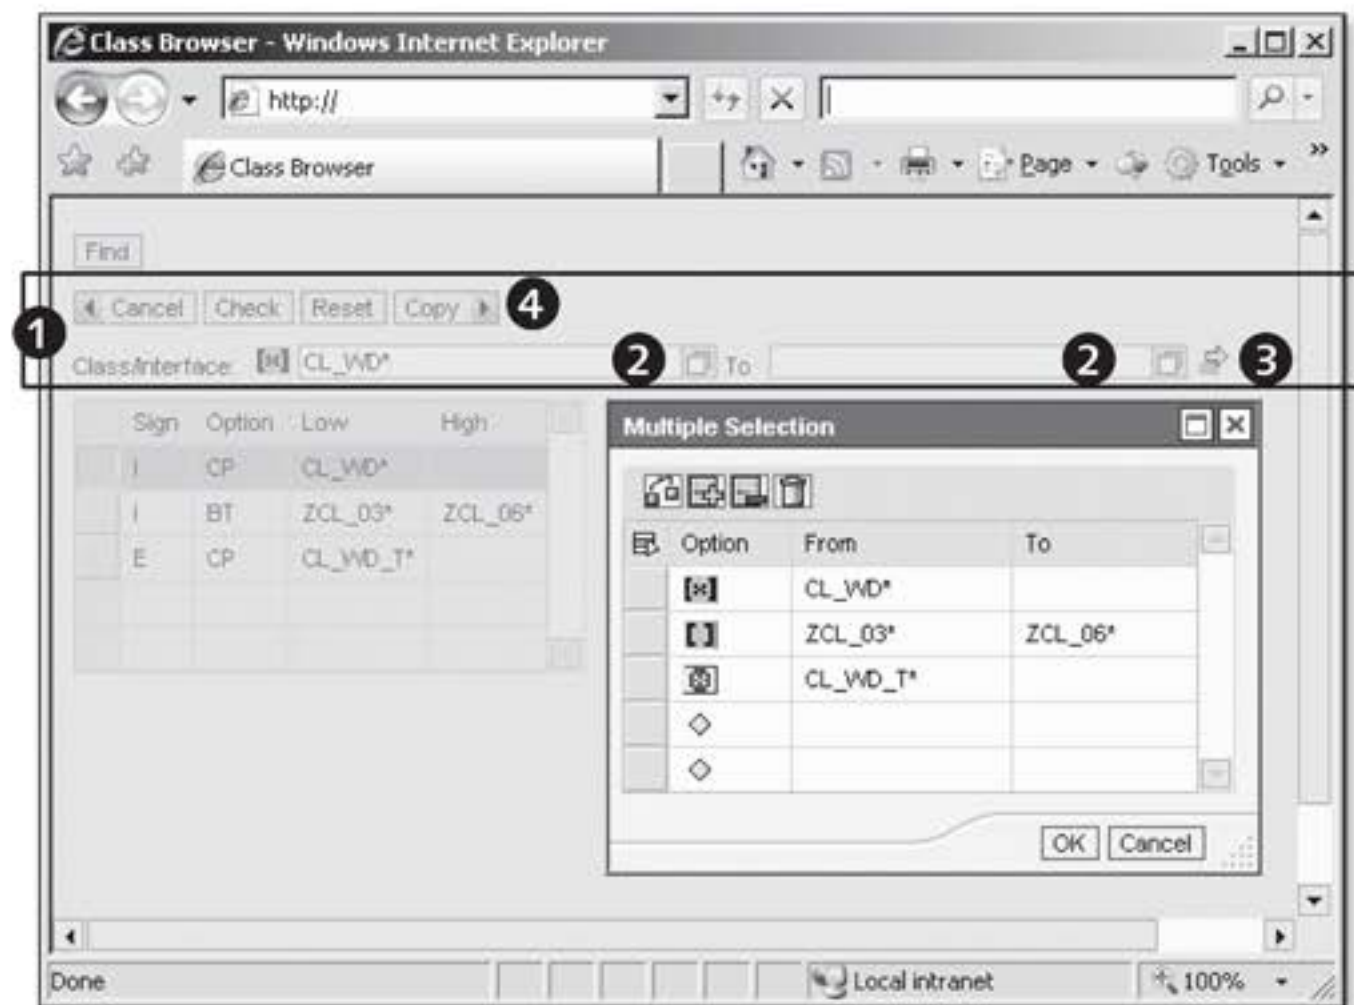 Class Browser - Windows Internet Explorer
http://
Class Browser
Page
Tools
Find
Cancel Check Reset Copy 4
1
Class/Interface: CL_WD* 2 To 2 3
Sign Option Low High
I CP CL_WD*
I BT ZCL_03* ZCL_06*
E CP CL_WD_T*
Multiple Selection
Option From To
CL_WD*
ZCL_03* ZCL_06*
CL_WD_T*
OK Cancel
Done Local intranet 100%